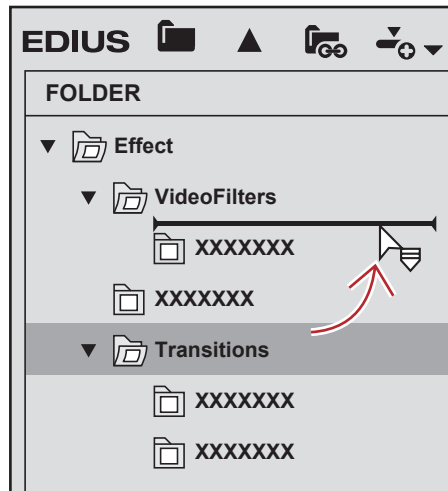 EDIUS
FOLDER
Effect
VideoFilters
XXXXXXX
XXXXXXX
Transitions
XXXXXXX
XXXXXXX